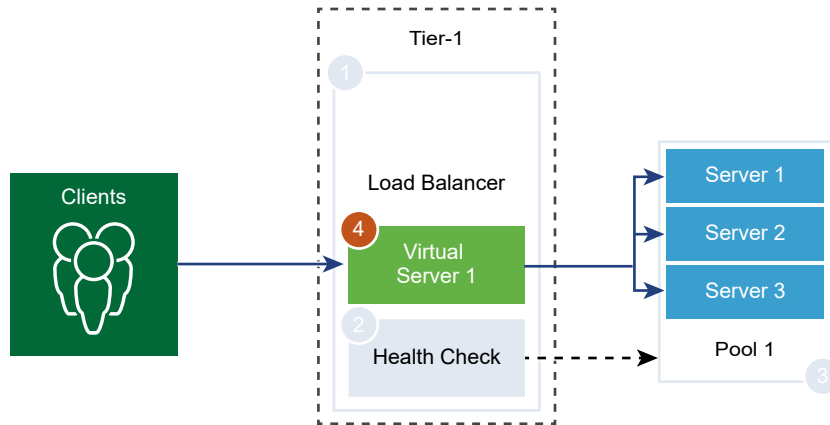 Tier-1
1
Load Balancer
Clients
4
Virtual
Server 1
2
Health Check
Server 1
Server 2
Server 3
Pool 1
3